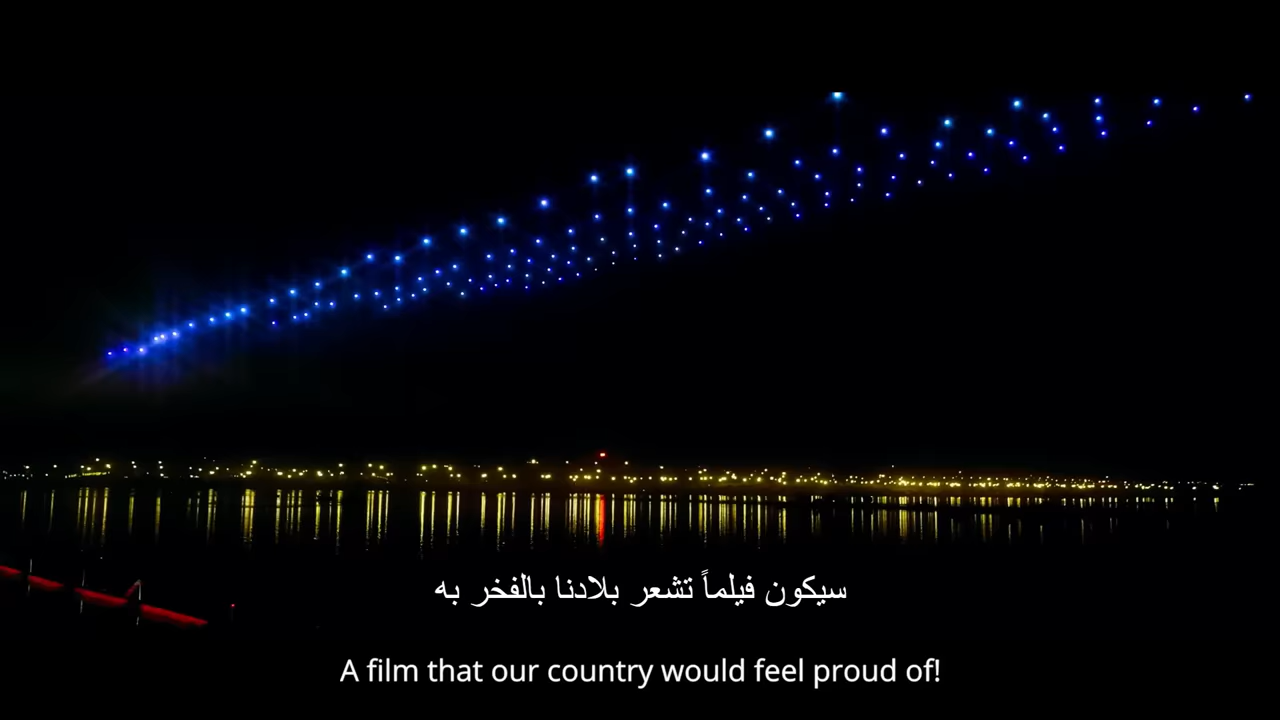 سيكون فيلماً تشعر بلادنا بالفخر به
A film that our country would feel proud of!